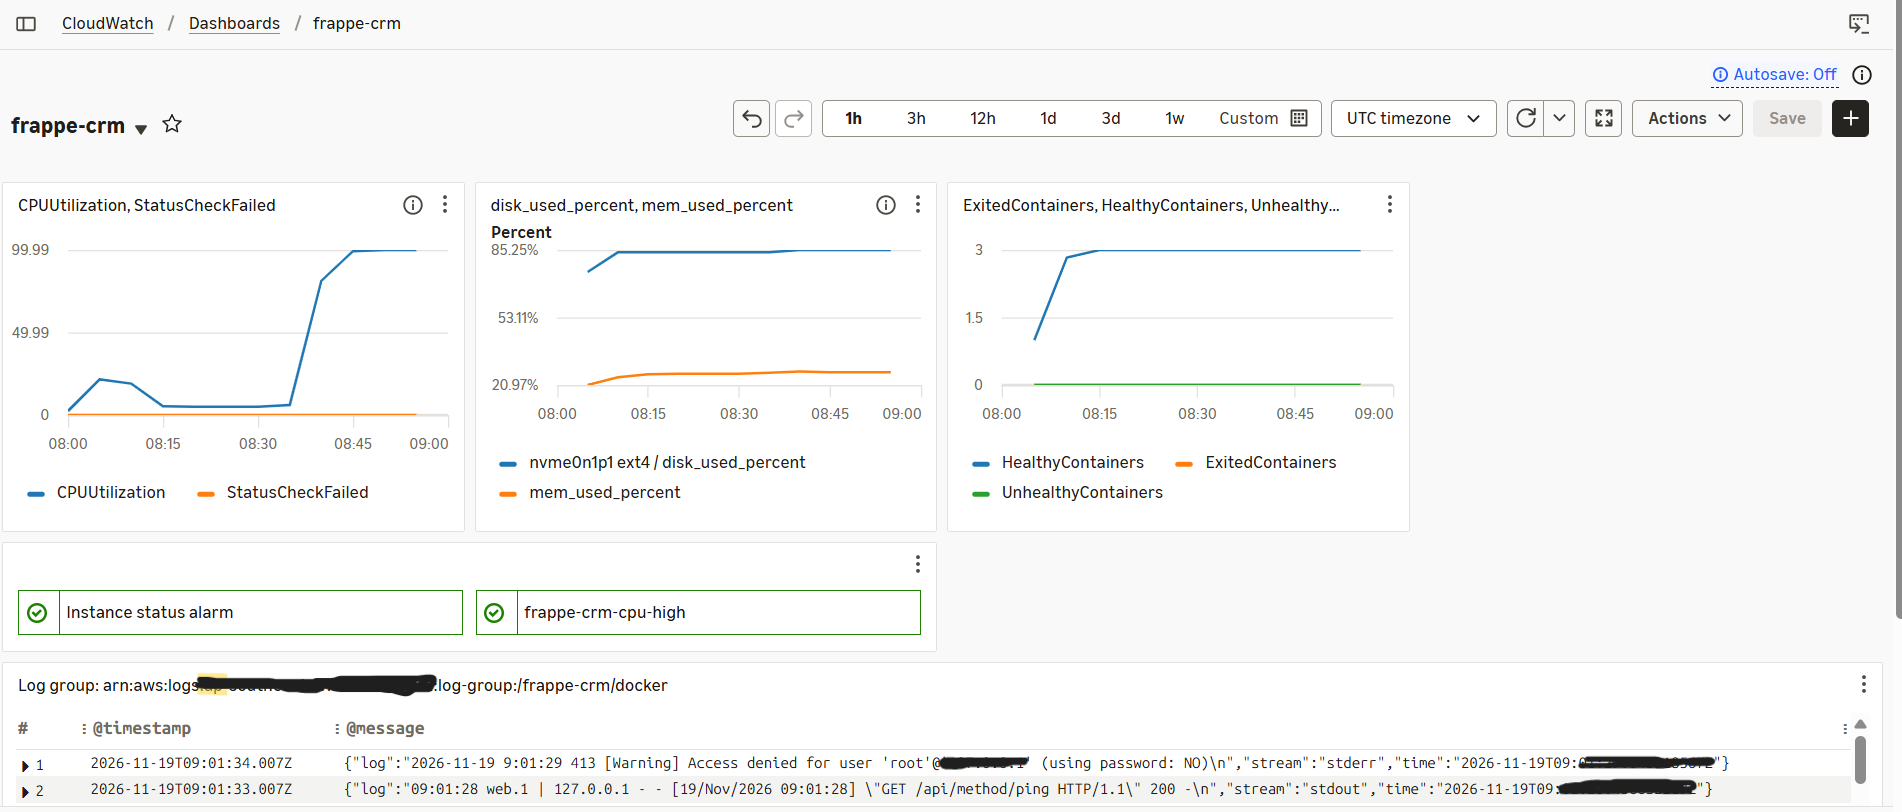 CloudWatch / Dashboards / frappe-crm
Autosave: Off
frappe-crm
1h 3h 12h 1d 3d 1w Custom
UTC timezone
Actions
Save
CPUUtilization, StatusCheckFailed
99.99
49.99
0
08:00 08:15 08:30 08:45 09:00
CPUUtilization StatusCheckFailed
disk_used_percent, mem_used_percent
Percent
85.25%
53.11%
20.97%
08:00 08:15 08:30 08:45 09:00
nvme0n1p1 ext4 / disk_used_percent
mem_used_percent
ExitedContainers, HealthyContainers, Unhealthy...
3
1.5
0
08:00 08:15 08:30 08:45 09:00
HealthyContainers ExitedContainers
UnhealthyContainers
Instance status alarm
frappe-crm-cpu-high
Log group: arn:aws:logs :log-group:/frappe-crm/docker
# @timestamp @message
1 2026-11-19T09:01:34.007Z {"log":"2026-11-19 9:01:29 413 [Warning] Access denied for user 'root'@ ' (using password: NO)\n","stream":"stderr","time":"2026-11-19T09: "}
2 2026-11-19T09:01:33.007Z {"log":"09:01:28 web.1 | 127.0.0.1 - - [19/Nov/2026 09:01:28] \"GET /api/method/ping HTTP/1.1\" 200 -\n","stream":"stdout","time":"2026-11-19T09: "}